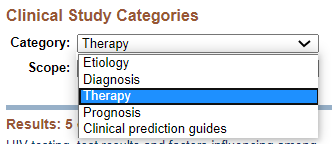 Clinical Study Categories
Category: Therapy
Scope:
Etiology
Diagnosis
Therapy
Prognosis
Clinical prediction guides
Results: 5